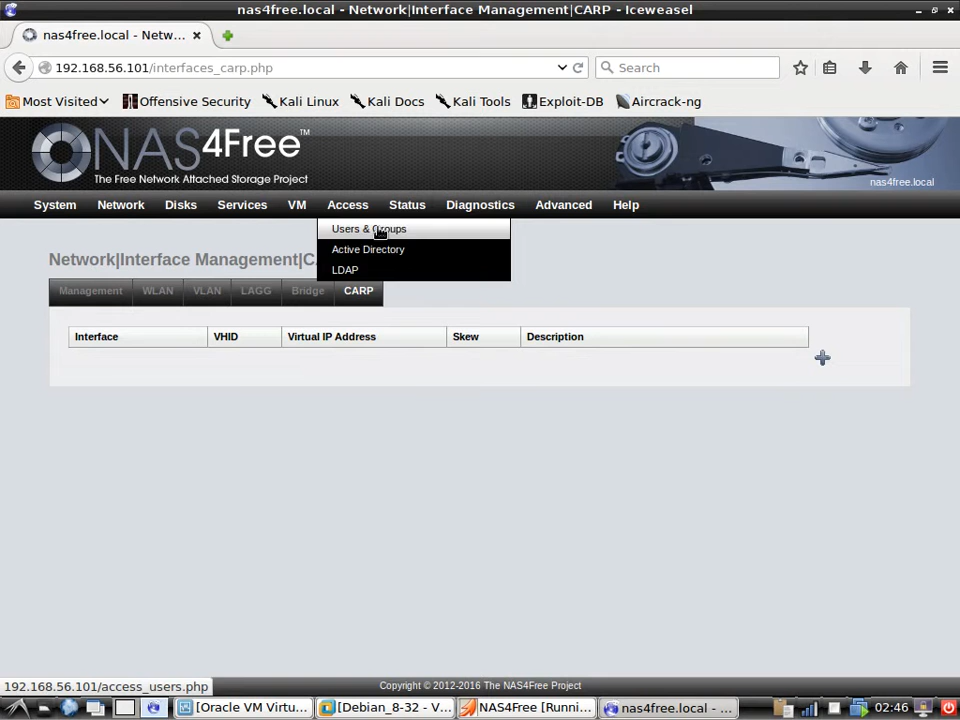 nas4free.local - Network|Interface Management|CARP - Iceweasel
nas4free.local - Netw...
192.168.56.101/interfaces_carp.php
Search
Most Visited
Offensive Security
Kali Linux
Kali Docs
Kali Tools
Exploit-DB
Aircrack-ng
NAS4Free™
The Free Network Attached Storage Project
nas4free.local
System
Network
Disks
Services
VM
Access
Status
Diagnostics
Advanced
Help
Users & Groups
Active Directory
LDAP
Network|Interface Management|C
Management
WLAN
VLAN
LAGG
Bridge
CARP
Interface
VHID
Virtual IP Address
Skew
Description
192.168.56.101/access_users.php
Copyright © 2012-2016 The NAS4Free Project
[Oracle VM Virtu...
[Debian_8-32 - V...
NAS4Free [Runni...
nas4free.local - ...
02:46